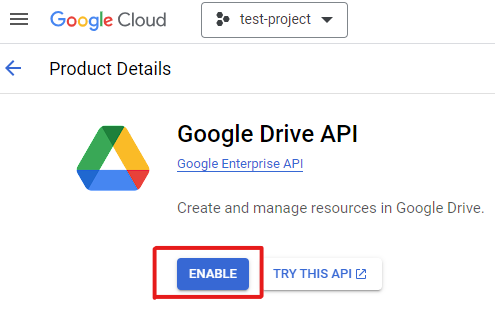 Google Cloud
test-project
Product Details
Google Drive API
Google Enterprise API
Create and manage resources in Google Drive.
ENABLE
TRY THIS API